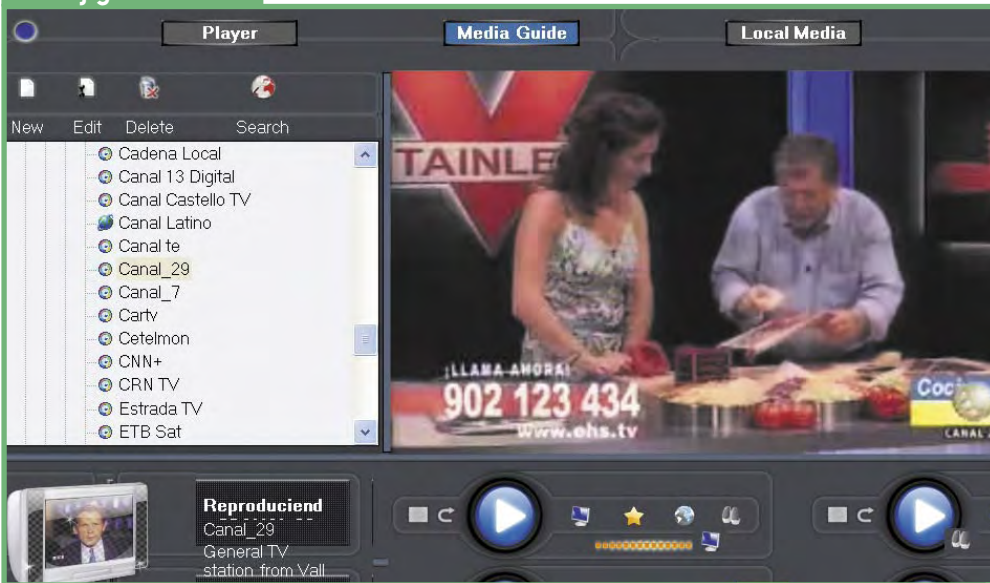 Player
Media Guide
Local Media
New Edit Delete Search
Cadena Local
Canal 13 Digital
Canal Castello TV
Canal Latino
Canal te
Canal_29
Canal_7
Cartv
Cetelmon
CNN+
CRN TV
Estrada TV
ETB Sat
TAINLE
¡LLAMA AHORA!
902 123 434
www.ehs.tv
Coci
CANAL
Reproduciend
Canal_29
General TV
station from Vall